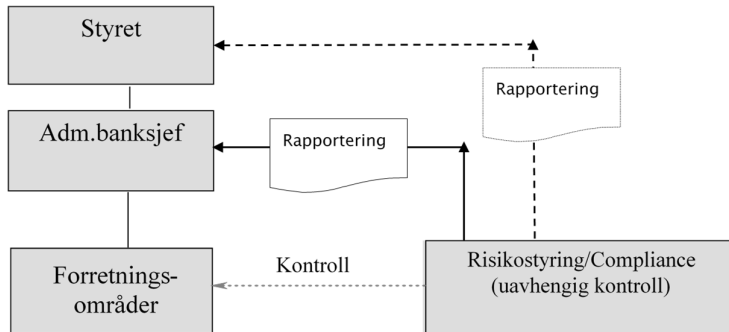 Styret
Rapportering
Adm.banksjef
Rapportering
Forretnings-
områder
Kontroll
Risikostyring/Compliance
(uavhengig kontroll)